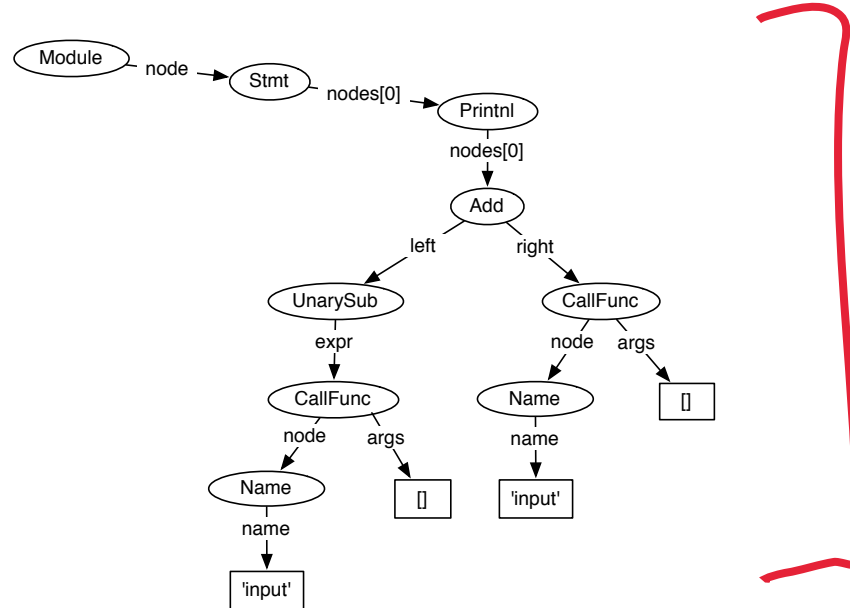 Module
node
Stmt
nodes[0]
Printnl
nodes[0]
Add
left right
UnarySub CallFunc
expr node args
CallFunc Name []
node args name
Name [] 'input'
name
'input'